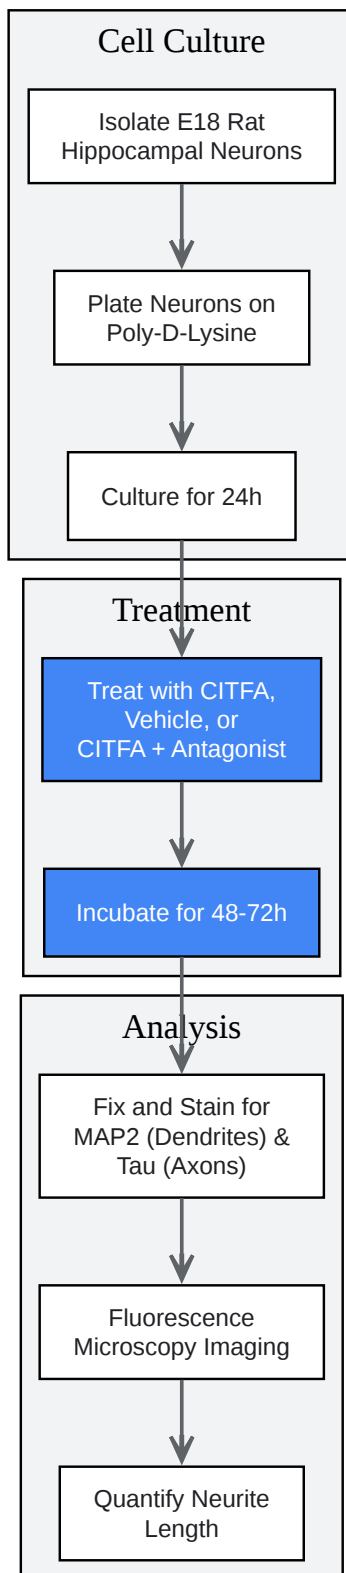 Cell Culture
Isolate E18 Rat
Hippocampal Neurons
Plate Neurons on
Poly-D-Lysine
Culture for 24h
Treatment
Treat with CITFA,
Vehicle, or
CITFA + Antagonist
Incubate for 48-72h
Analysis
Fix and Stain for
MAP2 (Dendrites) &
Tau (Axons)
Fluorescence
Microscopy Imaging
Quantify Neurite
Length